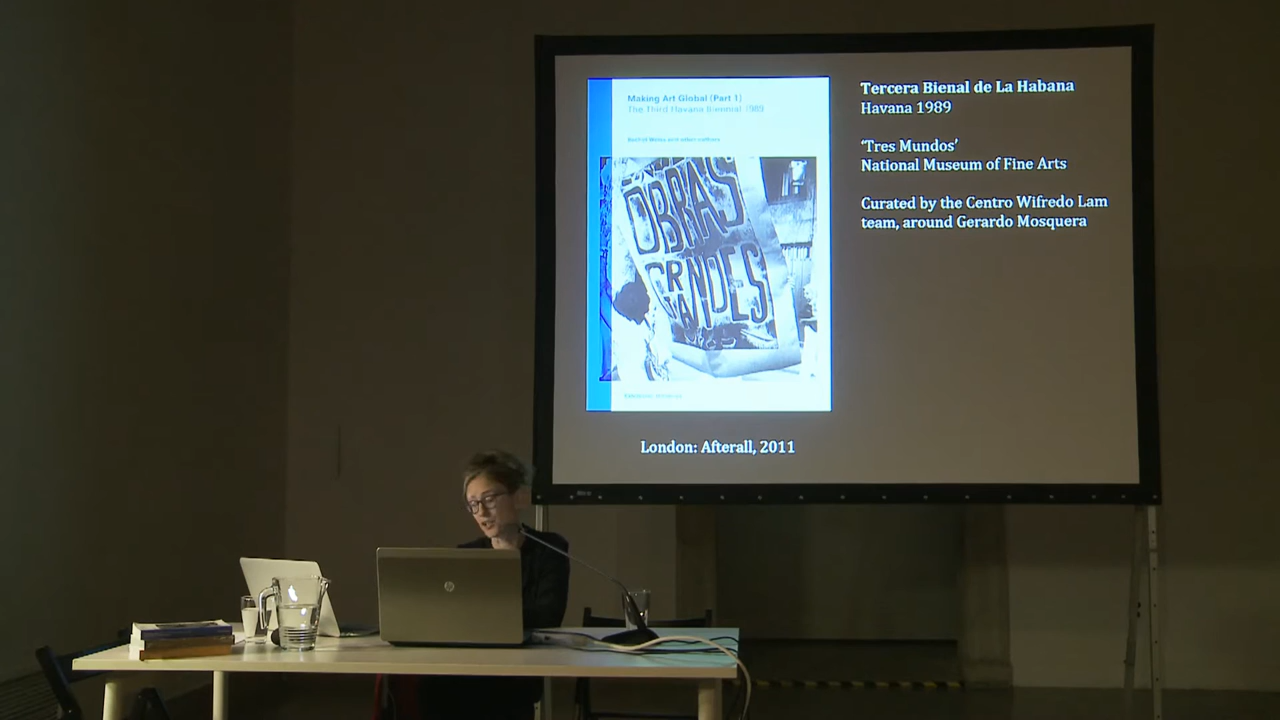 Making Art Global (Part 1)
The Third Havana Biennial 1989
OBRAS
GRANDES
Tercera Bienal de La Habana
Havana 1989
‘Tres Mundos’
National Museum of Fine Arts
Curated by the Centro Wifredo Lam
team, around Gerardo Mosquera
London: Afterall, 2011
hp